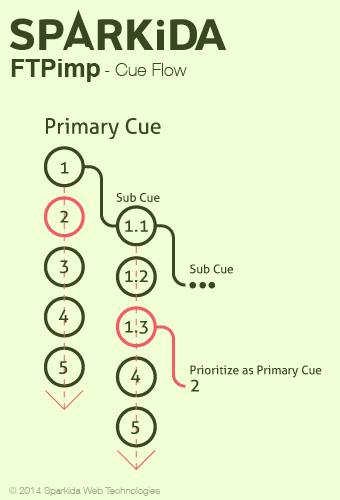 SPARKiDA
FTPimp - Cue Flow
Primary Cue
1
Sub Cue
2
1.1
3
1.2
Sub Cue
●●●
4
1.3
5
4
Prioritize as Primary Cue
2
5
© 2014 Sparkida Web Technologies